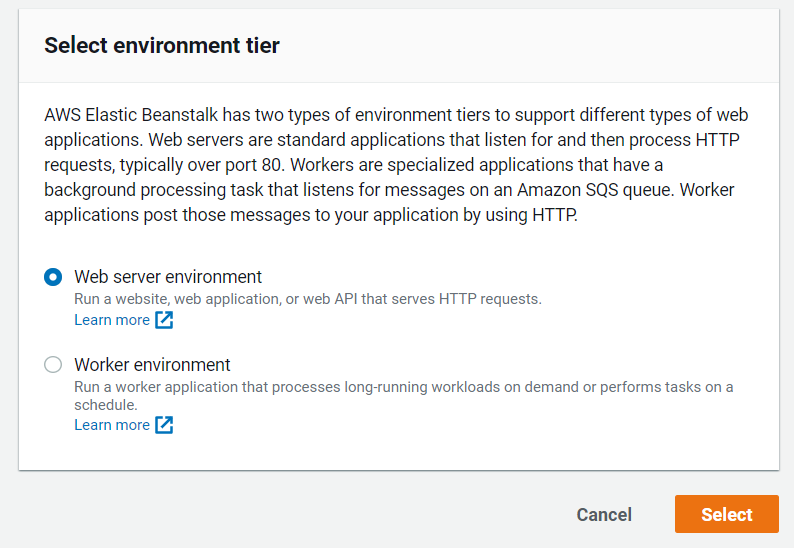 Select environment tier
AWS Elastic Beanstalk has two types of environment tiers to support different types of web
applications. Web servers are standard applications that listen for and then process HTTP
requests, typically over port 80. Workers are specialized applications that have a
background processing task that listens for messages on an Amazon SQS queue. Worker
applications post those messages to your application by using HTTP.
Web server environment
Run a website, web application, or web API that serves HTTP requests.
Learn more
Worker environment
Run a worker application that processes long-running workloads on demand or performs tasks on a
schedule.
Learn more
Cancel
Select